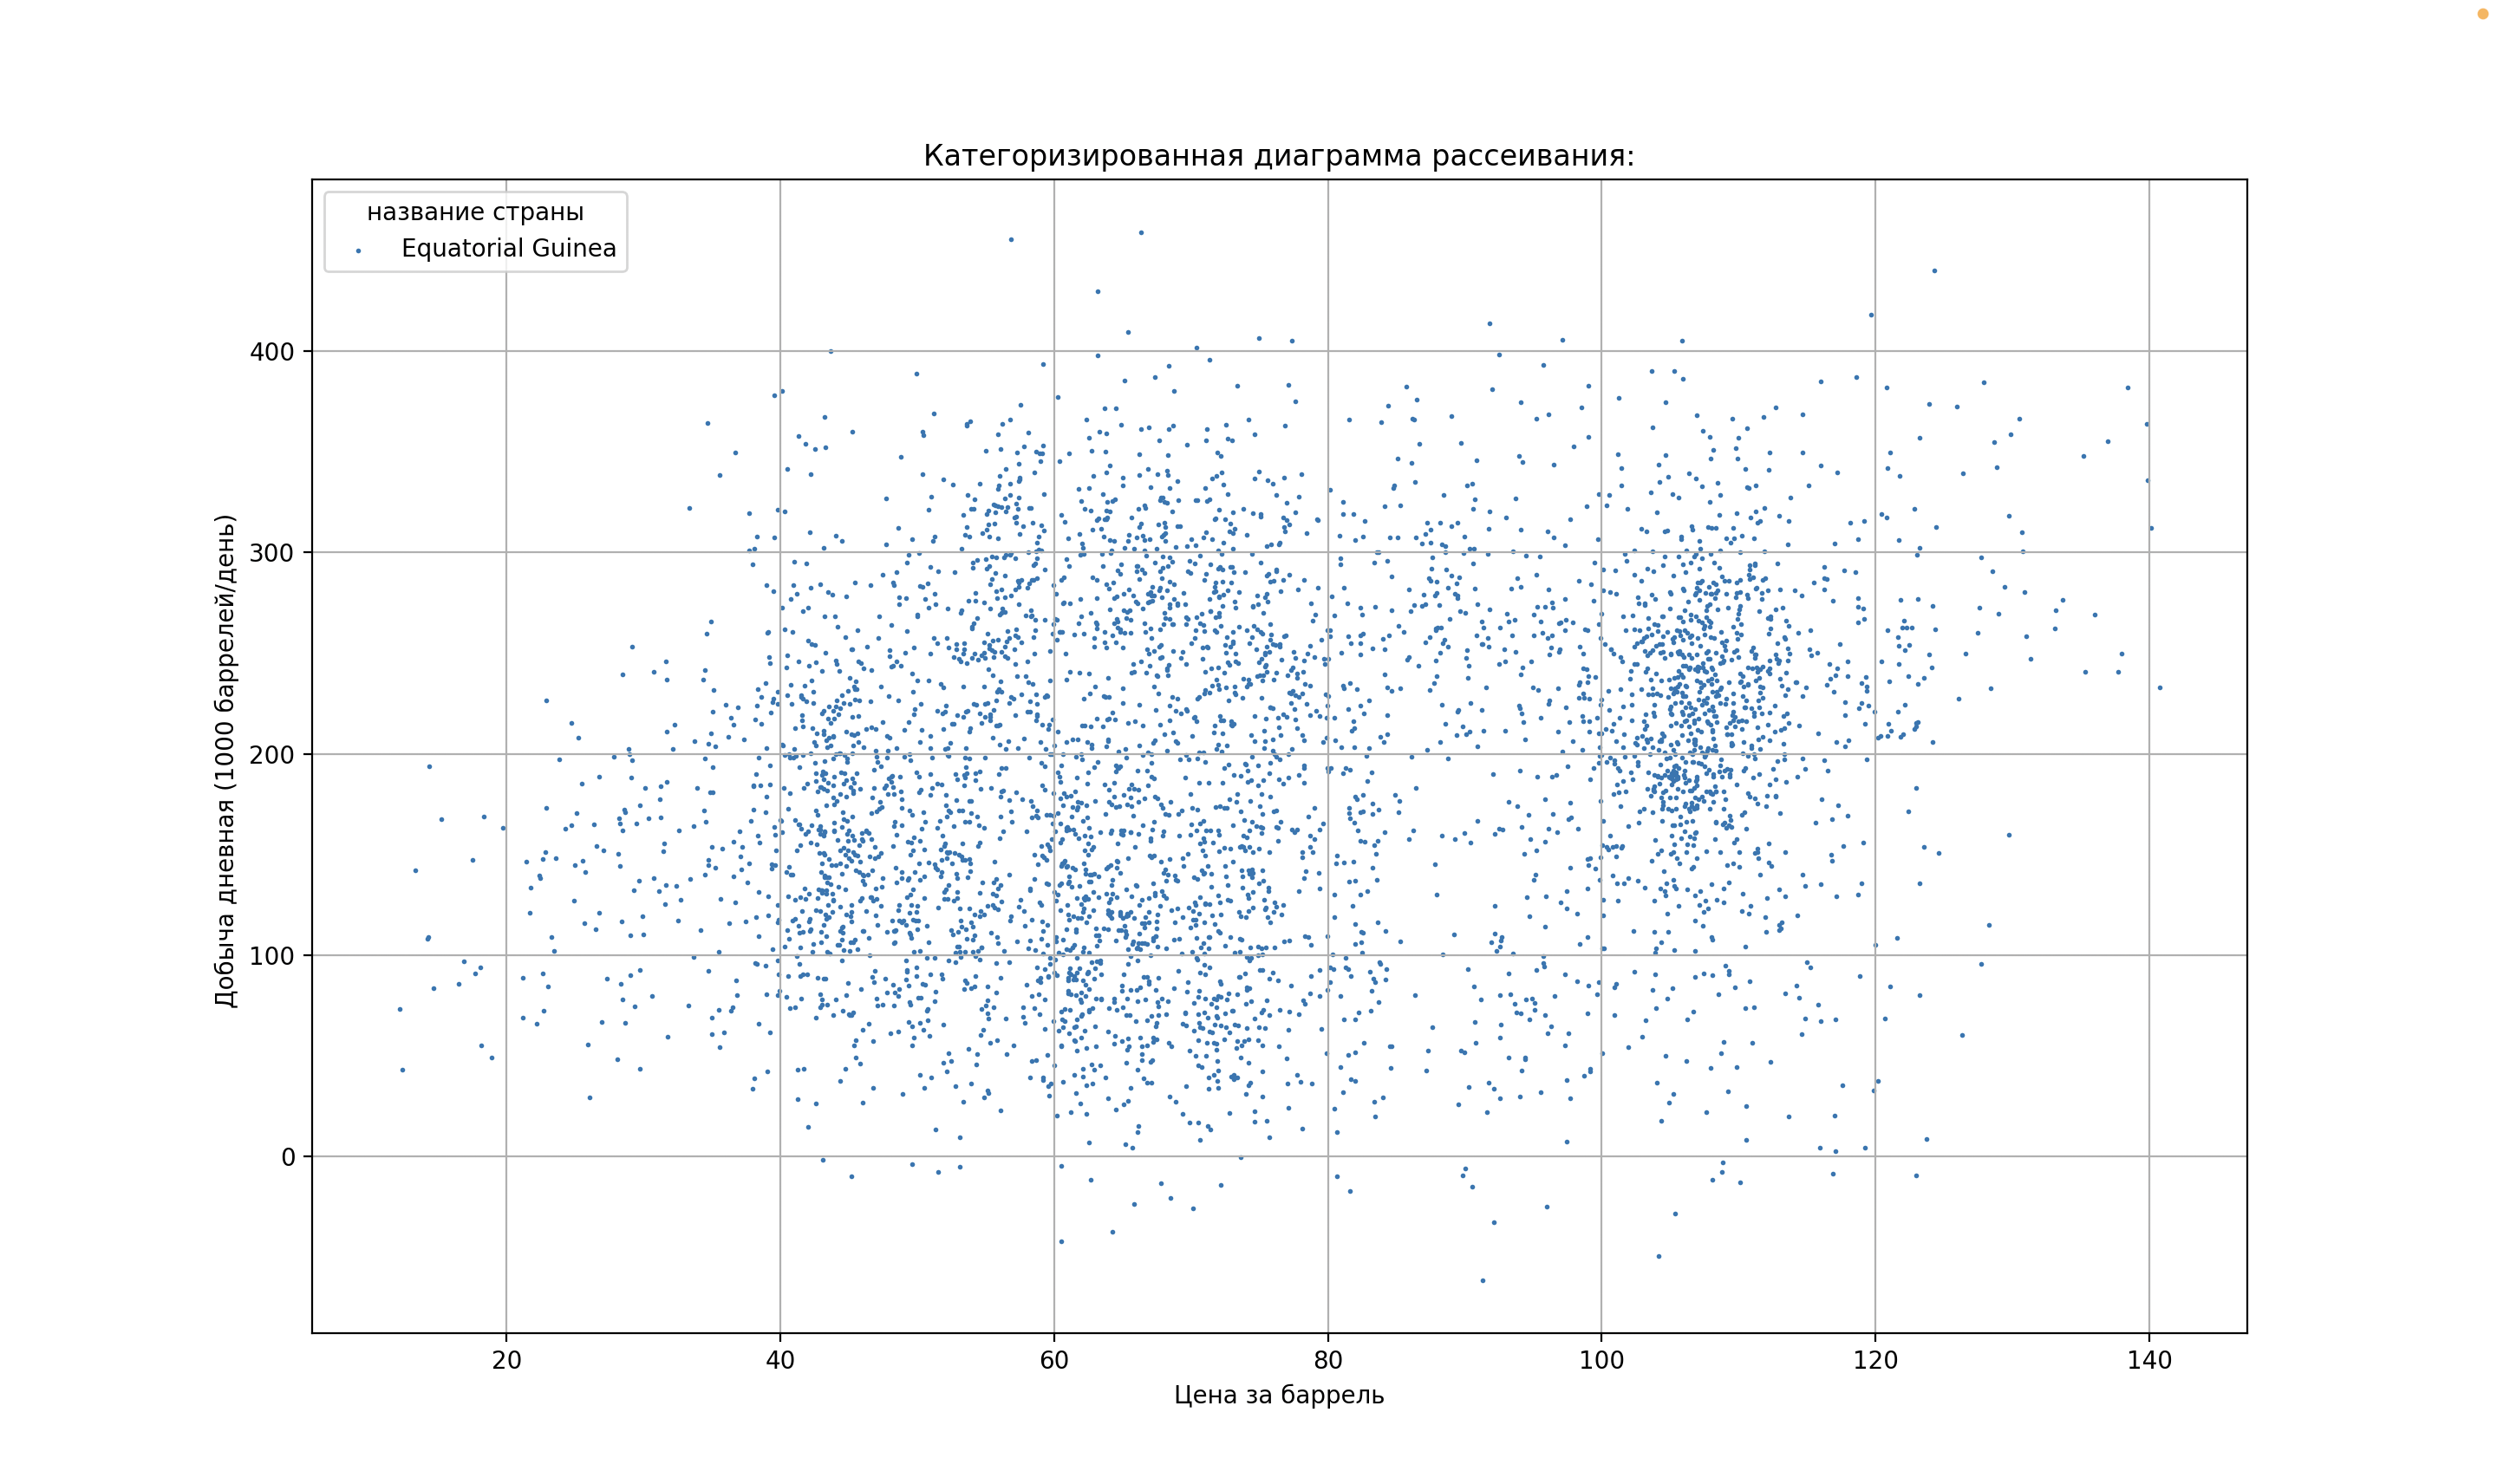 Категоризированная диаграмма рассеивания:
название страны
Equatorial Guinea
Добыча дневная (1000 баррелей/день)
400
300
200
100
0
20 40 60 80 100 120 140
Цена за баррель